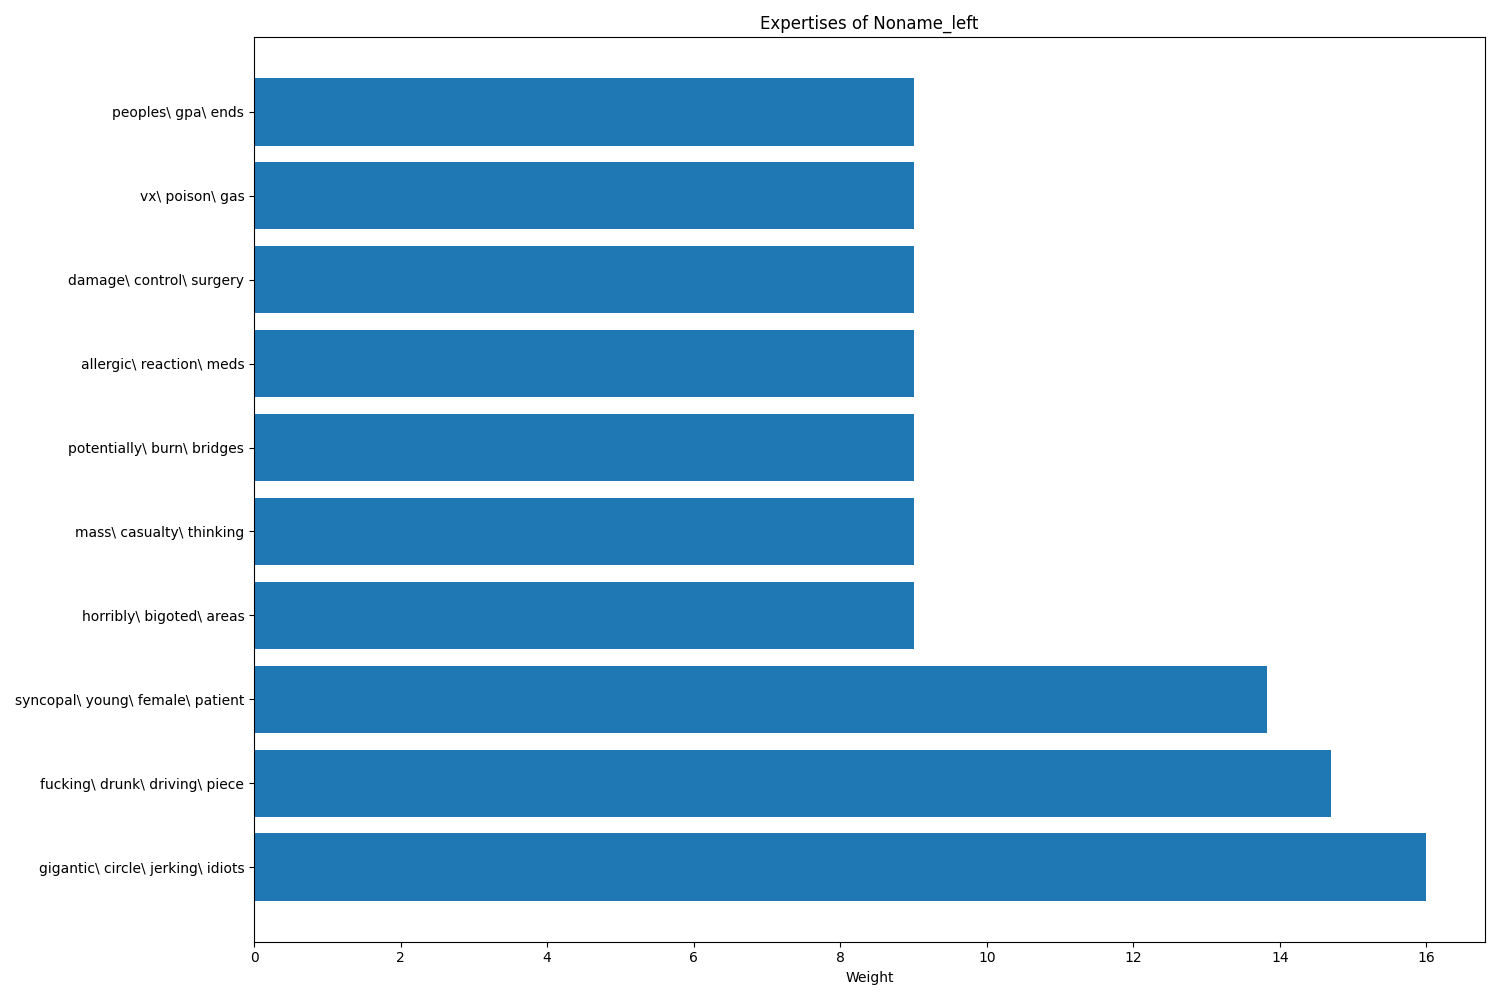 Expertises of Noname_left
peoples\ gpa\ ends
vx\ poison\ gas
damage\ control\ surgery
allergic\ reaction\ meds
potentially\ burn\ bridges
mass\ casualty\ thinking
horribly\ bigoted\ areas
syncopal\ young\ female\ patient
fucking\ drunk\ driving\ piece
gigantic\ circle\ jerking\ idiots
0 2 4 6 8 10 12 14 16
Weight